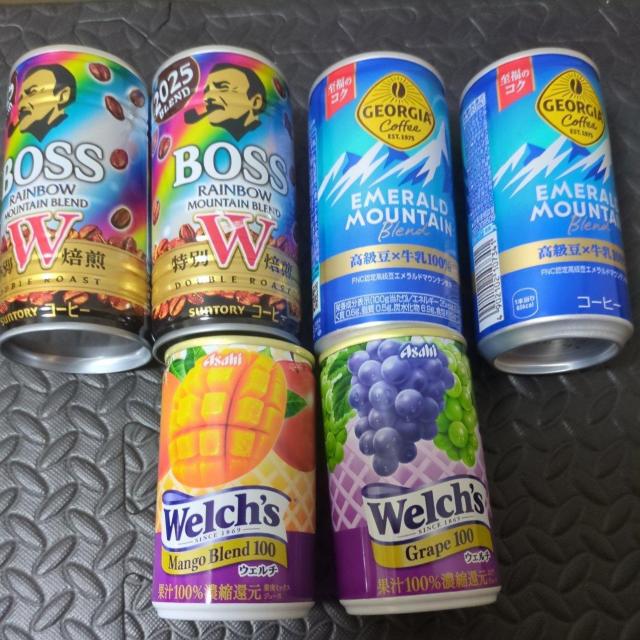 BOSS
RAINBOW
MOUNTAIN BLEND
W
焙煎
SUNTORY コーヒー
2025
BLEND
BOSS
RAINBOW
MOUNTAIN BLEND
W
特別
焙煎
DOUBLE ROAST
SUNTORY コーヒー
至福の
コク
GEORGIA
Coffee
EST. 1975
EMERALD
MOUNTAIN
Blend
高級豆×牛乳100%
至福の
コク
GEORGIA
Coffee
EST. 1975
EMERALD
MOUNTAIN
Blend
高級豆×牛乳100%
コーヒー
Asahi
Welch's
SINCE 1869
Mango Blend 100
ウェルチ
果汁100%濃縮還元
Asahi
Welch's
SINCE 1869
Grape 100
ウェルチ
果汁100%濃縮還元